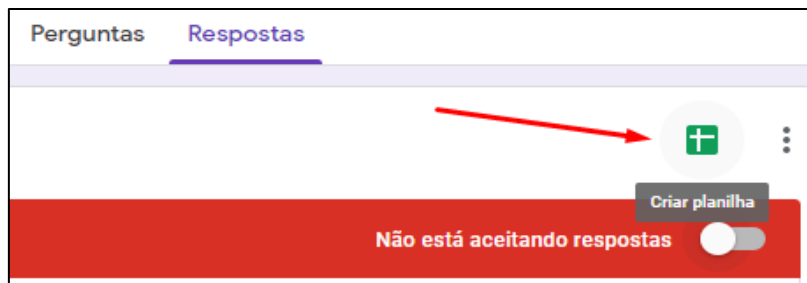 Perguntas Respostas
Criar planilha
Não está aceitando respostas